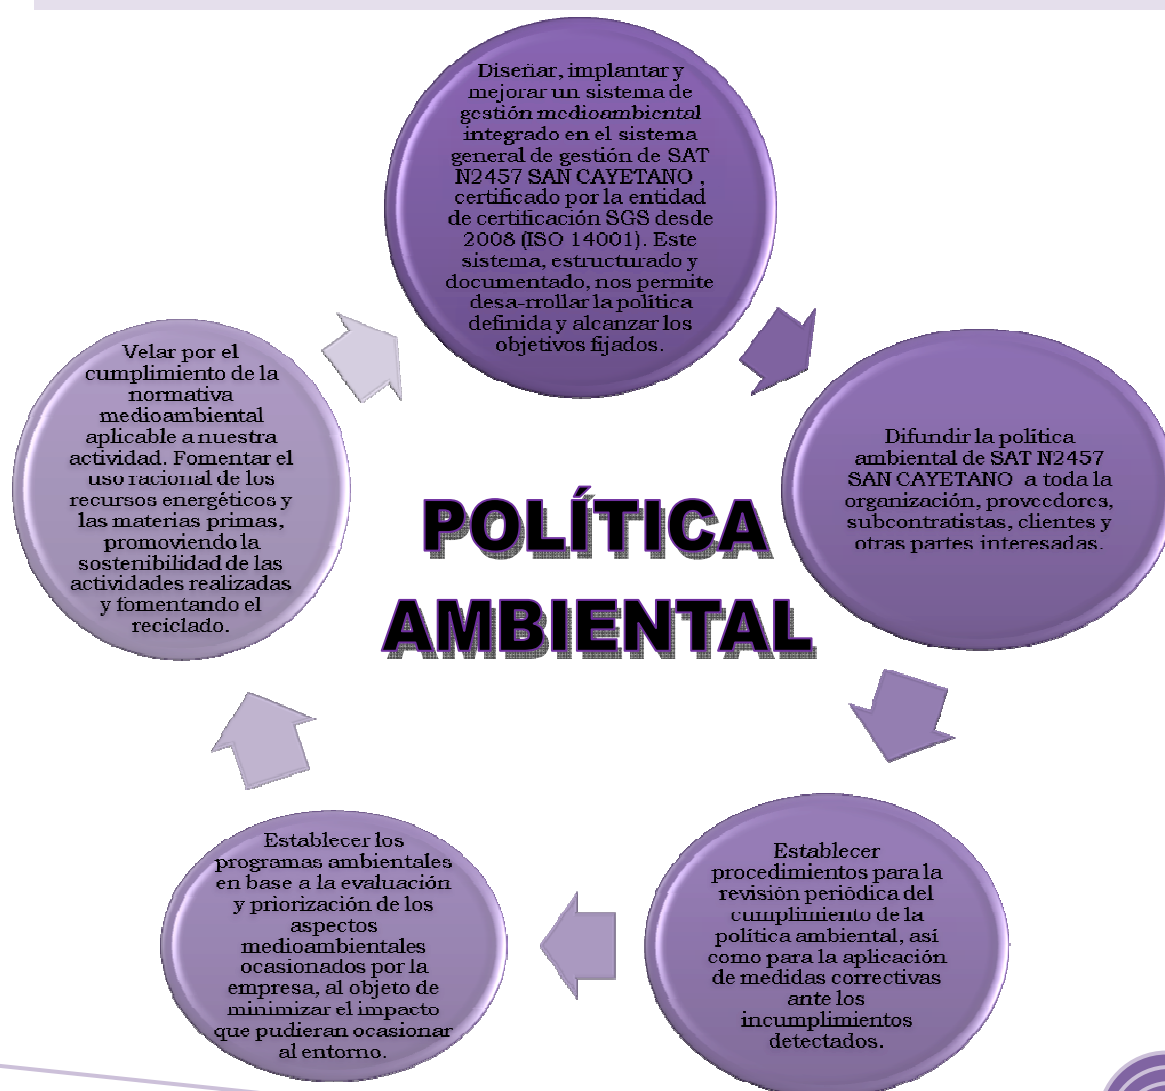 Diseñar, implantar y
mejorar un sistema de
gestión medioambiental
integrado en el sistema
general de gestión de SAT
N2457 SAN CAYETANO ,
certificado por la entidad
de certificación SGS desde
2008 (ISO 14001). Este
sistema, estructurado y
documentado, nos permite
desa-rrollar la política
definida y alcanzar los
objetivos fijados.
Difundir la política
ambiental de SAT N2457
SAN CAYETANO a toda la
organización, proveedores,
subcontratistas, clientes y
otras partes interesadas.
Establecer
procedimientos para la
revisión periódica del
cumplimiento de la
política ambiental, así
como para la aplicación
de medidas correctivas
ante los
incumplimientos
detectados.
Establecer los
programas ambientales
en base a la evaluación
y priorización de los
aspectos
medioambientales
ocasionados por la
empresa, al objeto de
minimizar el impacto
que pudieran ocasionar
al entorno.
Velar por el
cumplimiento de la
normativa
medioambiental
aplicable a nuestra
actividad. Fomentar el
uso racional de los
recursos energéticos y
las materias primas,
promoviendo la
sostenibilidad de las
actividades realizadas
y fomentando el
reciclado.
POLÍTICA
AMBIENTAL